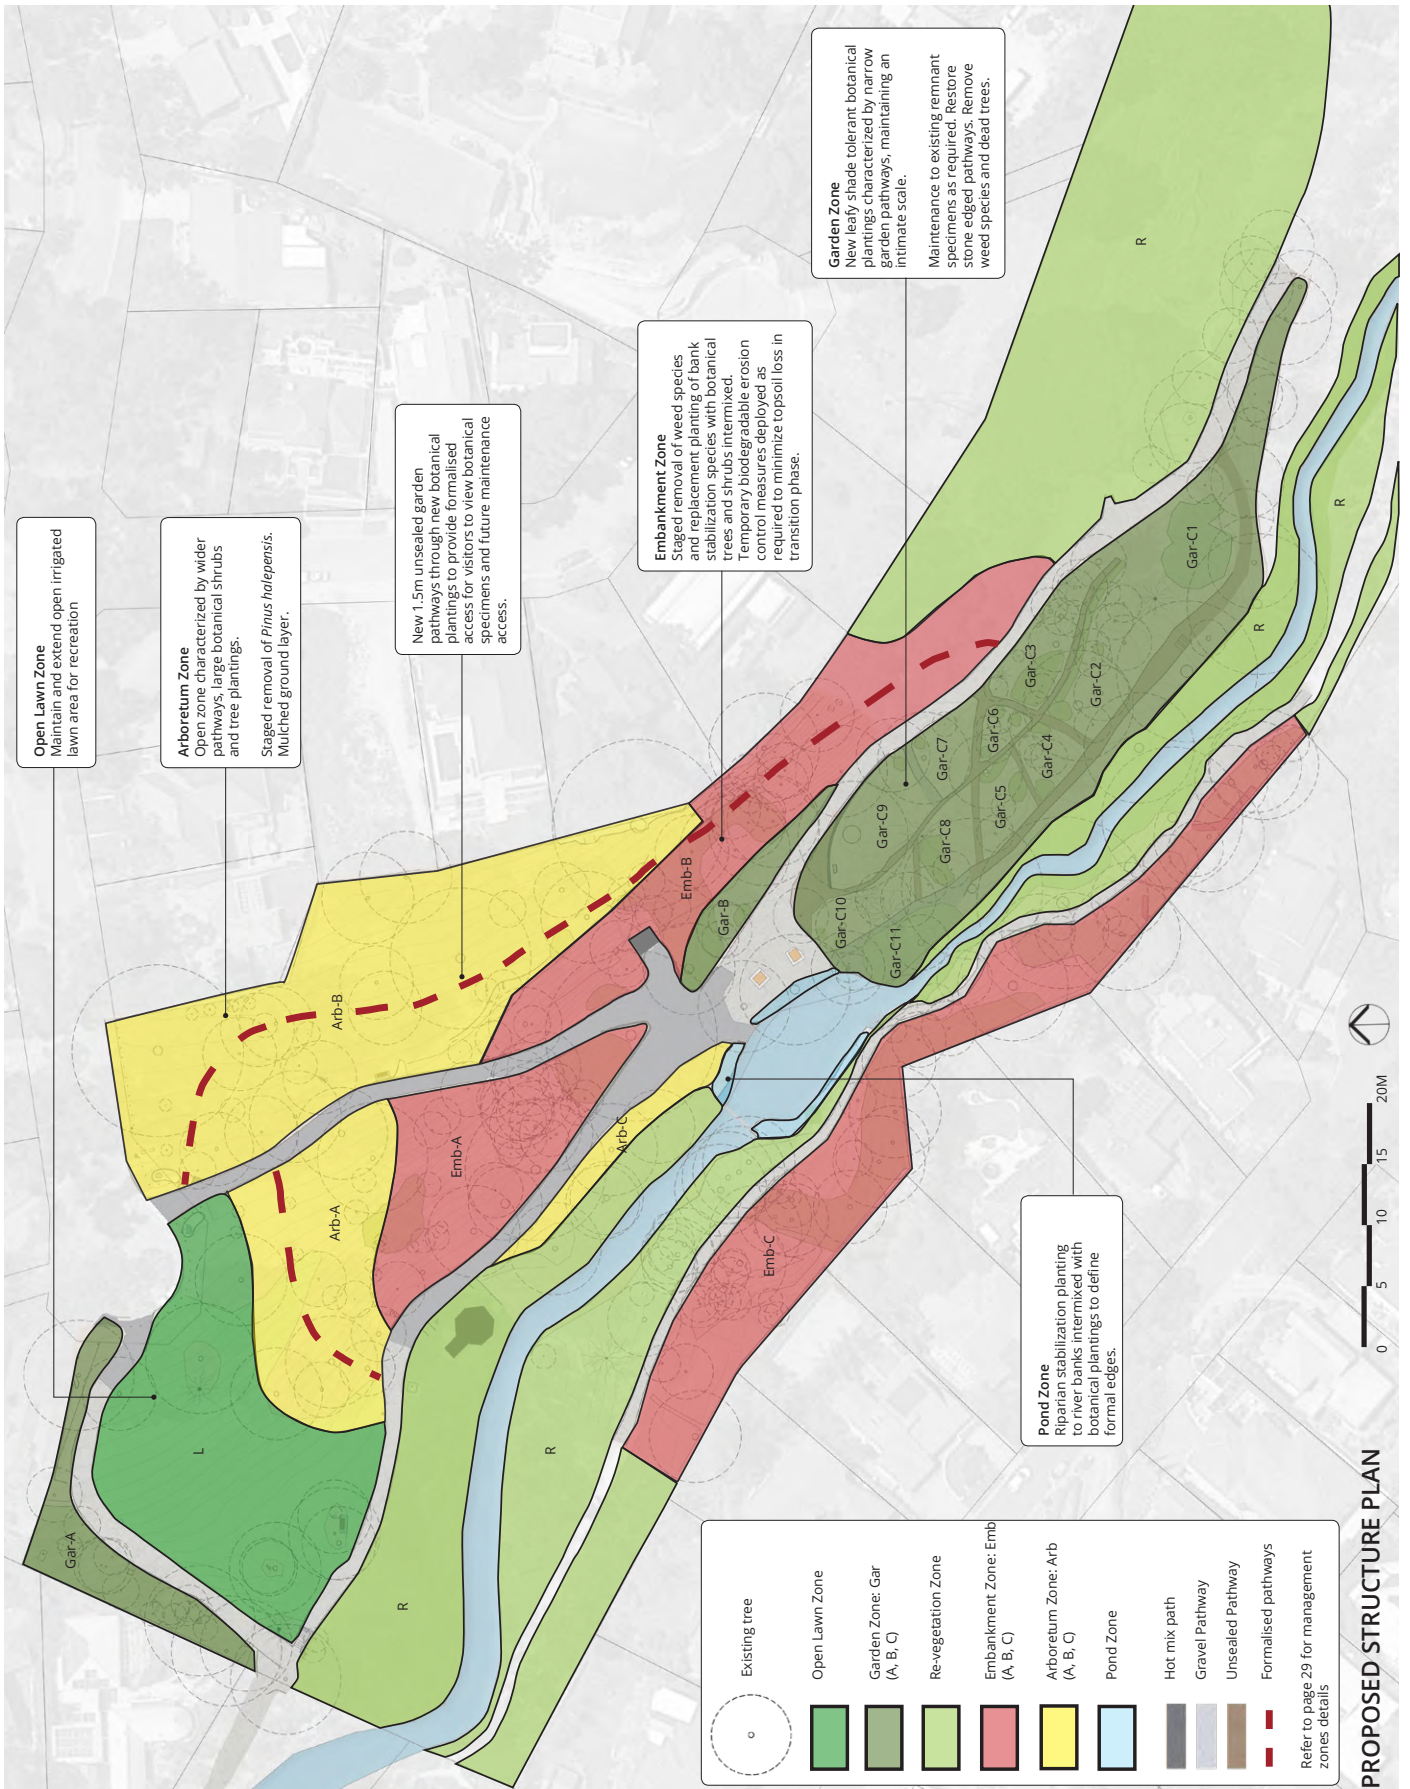 Open Lawn Zone
Maintain and extend open irrigated
lawn area for recreation
Arboretum Zone
Open zone characterized by wider
pathways, large botanical shrubs
and tree plantings.
Staged removal of Pinus halepensis.
Mulched ground layer.
New 1.5m unsealed garden
pathways through new botanical
plantings to provide formalised
access for visitors to view botanical
specimens and future maintenance
access.
Embankment Zone
Staged removal of weed species
and replacement planting of bank
stabilization species with botanical
trees and shrubs intermixed.
Temporary biodegradable erosion
control measures deployed as
required to minimize topsoil loss in
transition phase.
Garden Zone
New leafy shade tolerant botanical
plantings characterized by narrow
garden pathways, maintaining an
intimate scale.
Maintenance to existing remnant
specimens as required. Restore
stone edged pathways. Remove
weed species and dead trees.
Gar-A
L
Arb-A
Arb-B
Emb-A
Arb-C
Emb-B
Gar-B
Gar-C9
Gar-C7
Gar-C6
Gar-C3
Gar-C1
Gar-C2
Gar-C4
Gar-C5
Gar-C8
Gar-C10
Gar-C11
Emb-C
R
R
R
R
R
Pond Zone
Riparian stabilization planting
to river banks intermixed with
botanical plantings to define
formal edges.
Existing tree
Open Lawn Zone
Garden Zone: Gar
(A, B, C)
Re-vegetation Zone
Embankment Zone: Emb
(A, B, C)
Arboretum Zone: Arb
(A, B, C)
Pond Zone
Hot mix path
Gravel Pathway
Unsealed Pathway
Formalised pathways
Refer to page 29 for management
zones details
0 5 10 15 20M
PROPOSED STRUCTURE PLAN